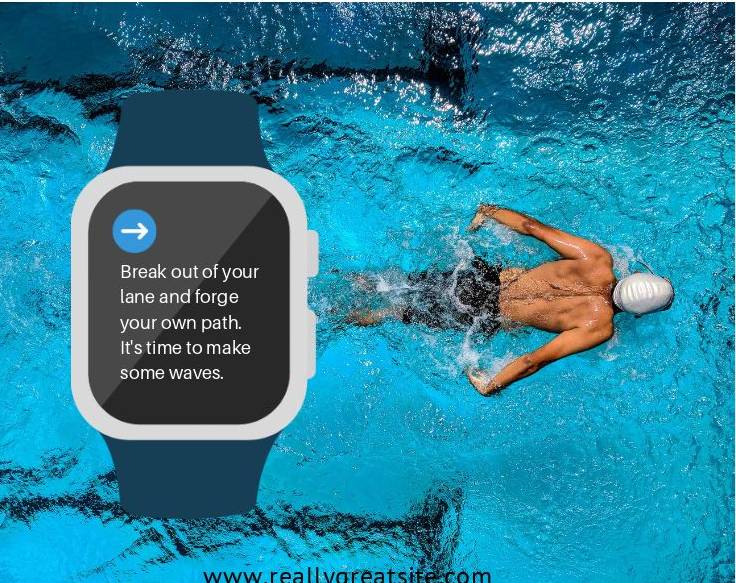 Break out of your
lane and forge
your own path.
It's time to make
some waves.
www.reallygreatsite.com